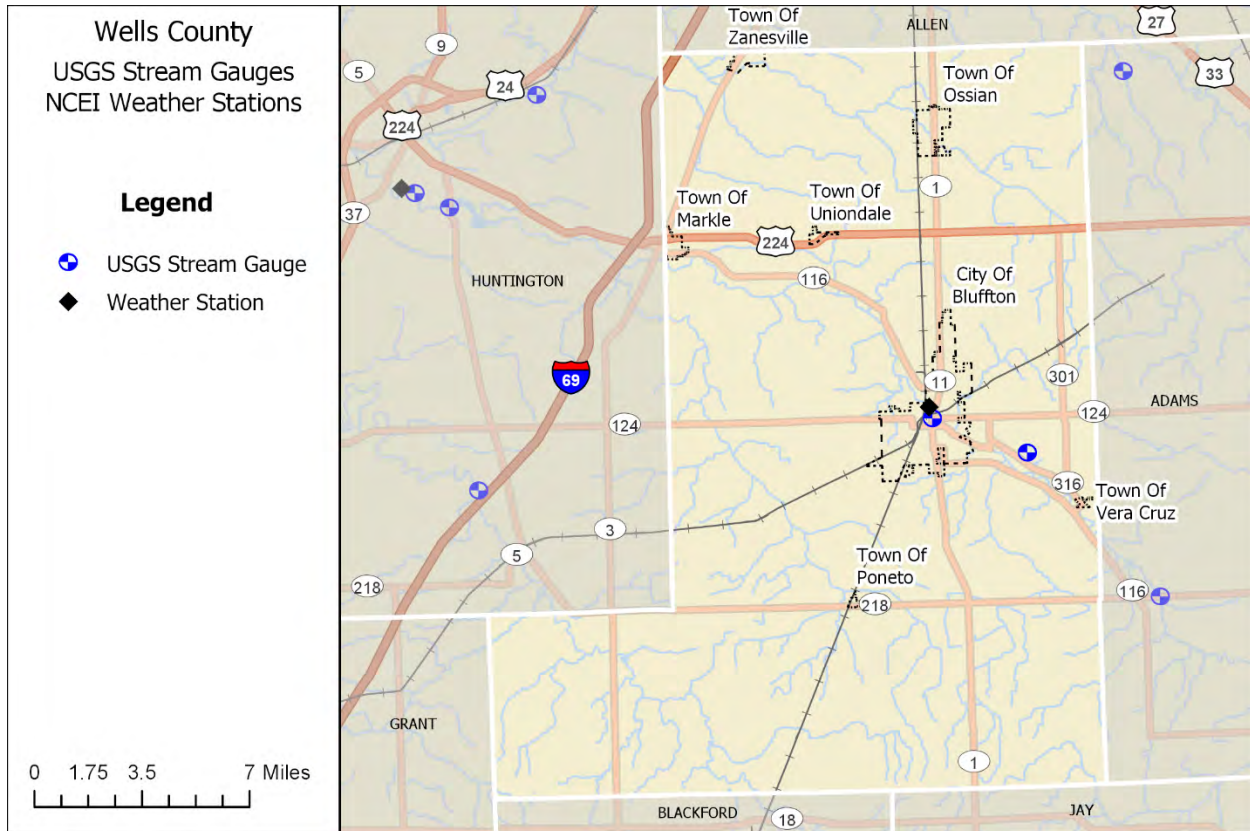 Wells County
USGS Stream Gauges
NCEI Weather Stations
Legend
USGS Stream Gauge
Weather Station
0 1.75 3.5 7 Miles
Town Of
Zanesville
ALLEN
27
9
5
24
33
Town Of
Ossian
224
37
1
Town Of
Markle
Town Of
Uniondale
224
HUNTINGTON
116
City Of
Bluffton
69
11
301
124
124
ADAMS
316
Town Of
Vera Cruz
3
5
Town Of
Poneto
218
218
116
GRANT
1
BLACKFORD
JAY
18